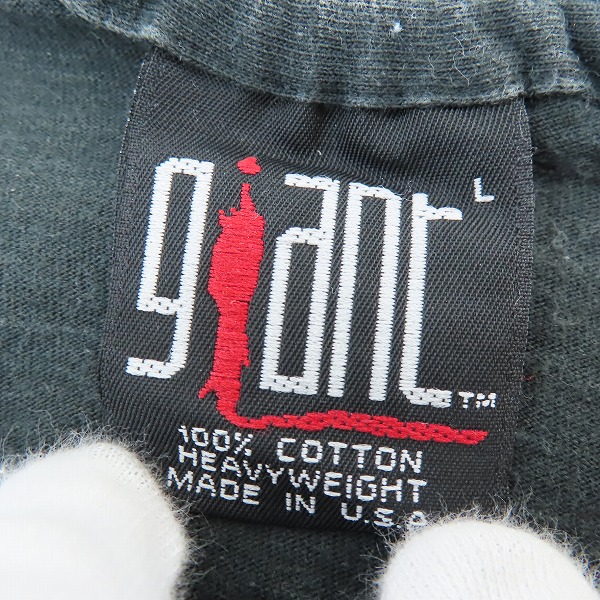 giant L
TM
100% COTTON
HEAVYWEIGHT
MADE IN U.S.A